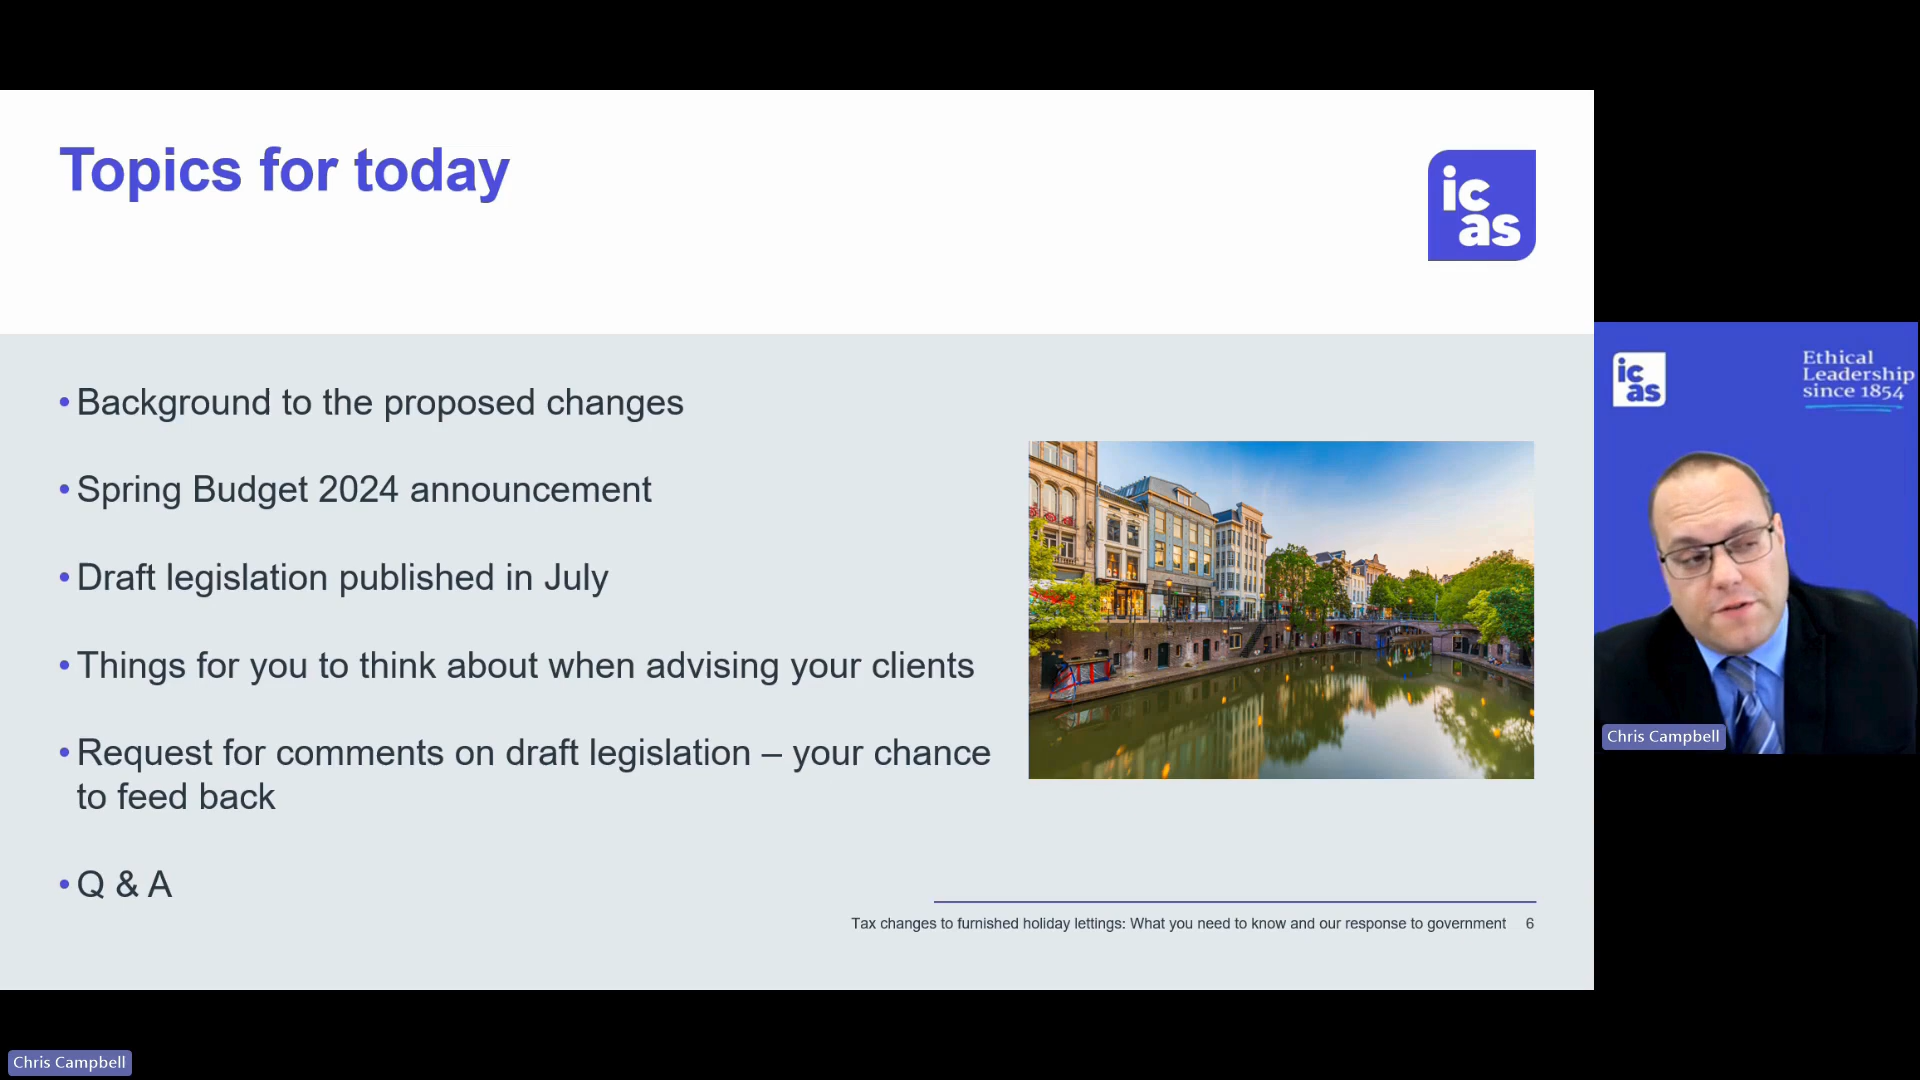 Topics for today
ic
as
• Background to the proposed changes
• Spring Budget 2024 announcement
• Draft legislation published in July
• Things for you to think about when advising your clients
• Request for comments on draft legislation – your chance
to feed back
• Q & A
Tax changes to furnished holiday lettings: What you need to know and our response to government 6
ic
as
Ethical
Leadership
since 1854
Chris Campbell
Chris Campbell